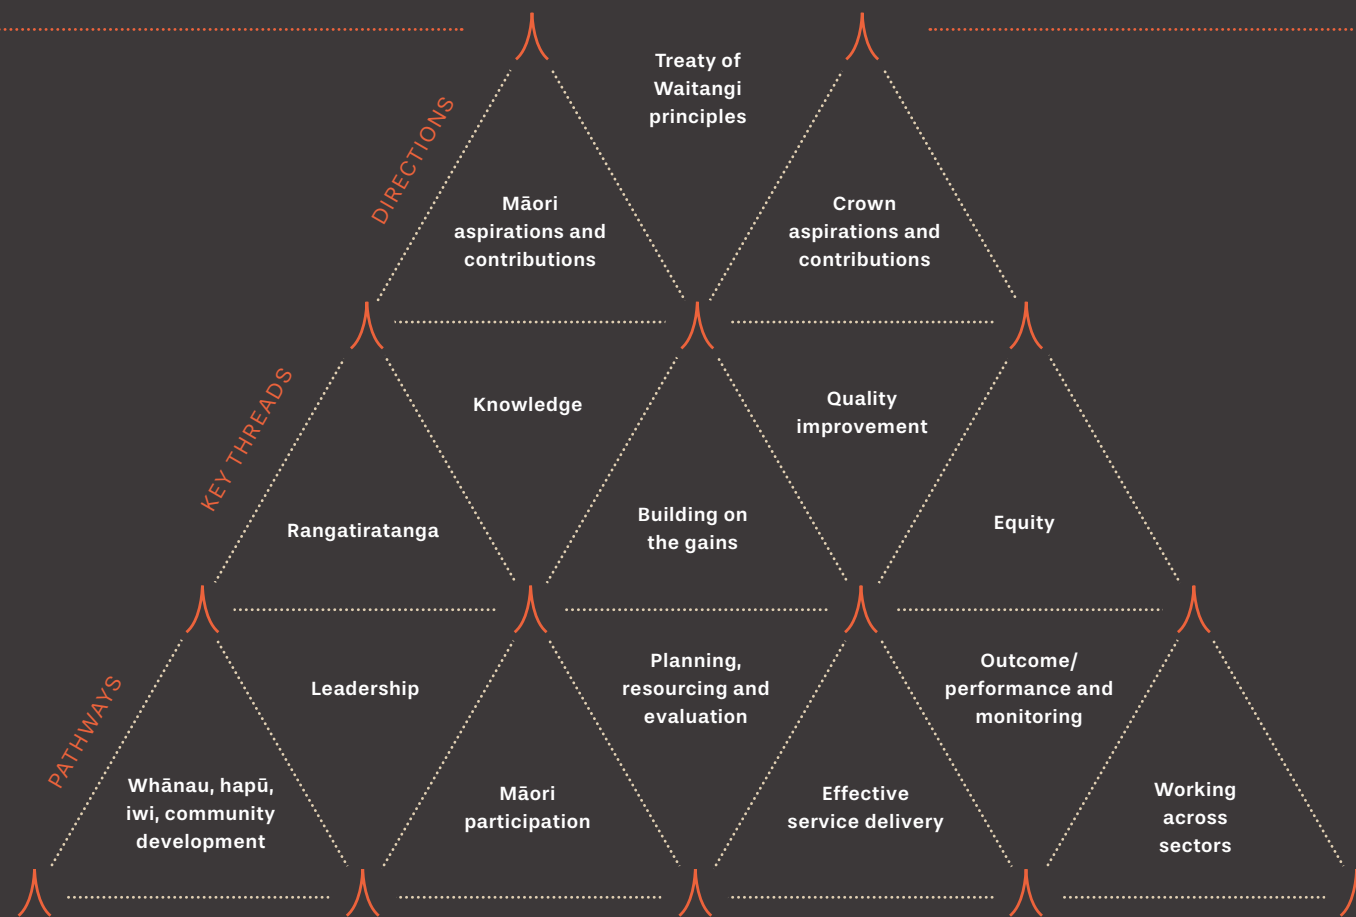 DIRECTIONS
Treaty of
Waitangi
principles
Māori
aspirations and
contributions
Crown
aspirations and
contributions
KEY THREADS
Knowledge
Quality
improvement
Rangatiratanga
Building on
the gains
Equity
PATHWAYS
Leadership
Planning,
resourcing and
evaluation
Outcome/
performance and
monitoring
Whānau, hapū,
iwi, community
development
Māori
participation
Effective
service delivery
Working
across
sectors